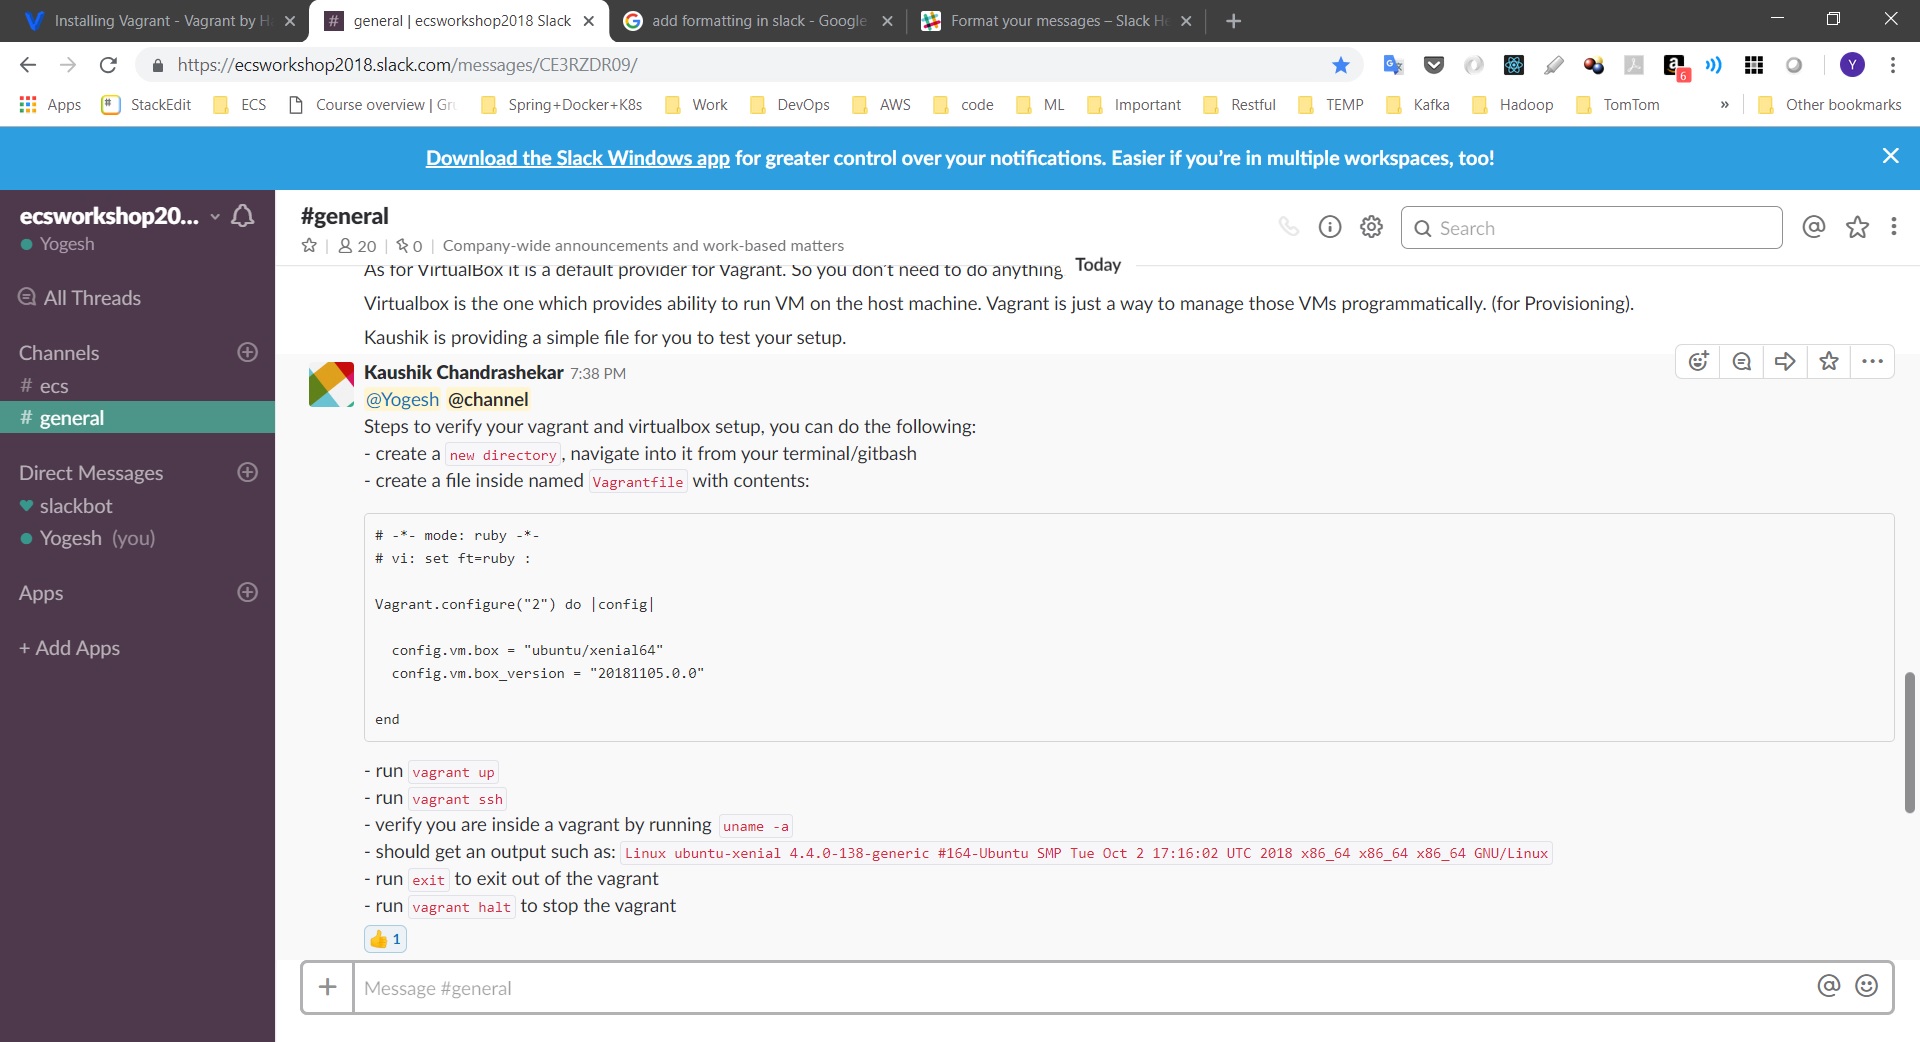 Installing Vagrant - Vagrant by H
general | ecsworkshop2018 Slack
add formatting in slack - Google
Format your messages – Slack He
https://ecsworkshop2018.slack.com/messages/CE3RZDR09/
6
Y
Apps
StackEdit
ECS
Course overview | Gr
Spring+Docker+K8s
Work
DevOps
AWS
code
ML
Important
Restful
TEMP
Kafka
Hadoop
TomTom
»
Other bookmarks
Download the Slack Windows app for greater control over your notifications. Easier if you’re in multiple workspaces, too!
ecsworkshop20...
Yogesh
All Threads
Channels
# ecs
# general
Direct Messages
slackbot
Yogesh (you)
Apps
+ Add Apps
#general
20 | 0 | Company-wide announcements and work-based matters
Search
As for VirtualBox it is a default provider for Vagrant. So you don’t need to do anything
Today
Virtualbox is the one which provides ability to run VM on the host machine. Vagrant is just a way to manage those VMs programmatically. (for Provisioning).
Kaushik is providing a simple file for you to test your setup.
Kaushik Chandrashekar 7:38 PM
@Yogesh @channel
Steps to verify your vagrant and virtualbox setup, you can do the following:
- create a new directory, navigate into it from your terminal/gitbash
- create a file inside named Vagrantfile with contents:
# -*- mode: ruby -*-
# vi: set ft=ruby :
Vagrant.configure("2") do |config|
config.vm.box = "ubuntu/xenial64"
config.vm.box_version = "20181105.0.0"
end
- run vagrant up
- run vagrant ssh
- verify you are inside a vagrant by running uname -a
- should get an output such as: Linux ubuntu-xenial 4.4.0-138-generic #164-Ubuntu SMP Tue Oct 2 17:16:02 UTC 2018 x86_64 x86_64 x86_64 GNU/Linux
- run exit to exit out of the vagrant
- run vagrant halt to stop the vagrant
1
Message #general